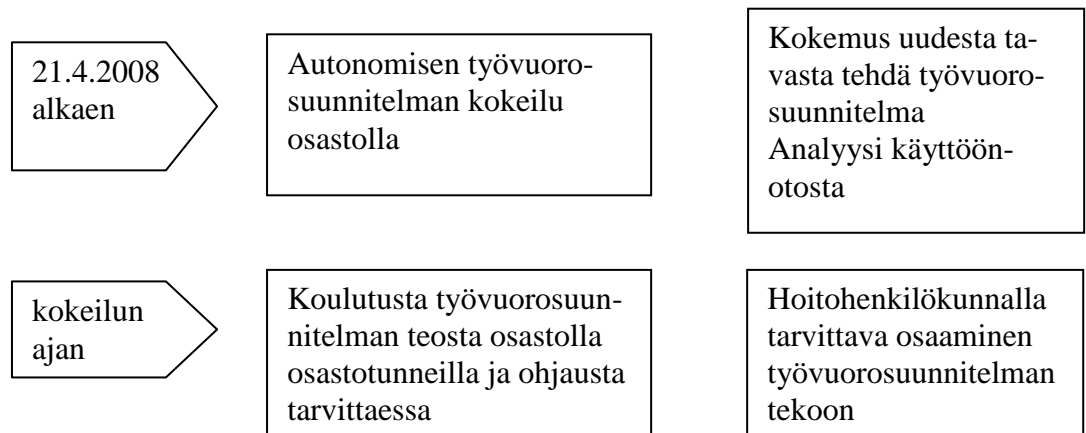 21.4.2008
alkaen
Autonomisen työvuoro-
suunnitelman kokeilu
osastolla
Kokemus uudesta ta-
vasta tehdä työvuoro-
suunnitelma
Analyysi käyttöön-
otosta
kokeilun
ajan
Koulutusta työvuorosuun-
nitelman teosta osastolla
osastotunneilla ja ohjausta
tarvittaessa
Hoitohenkilökunnalla
tarvittava osaaminen
työvuorosuunnitelman
tekoon